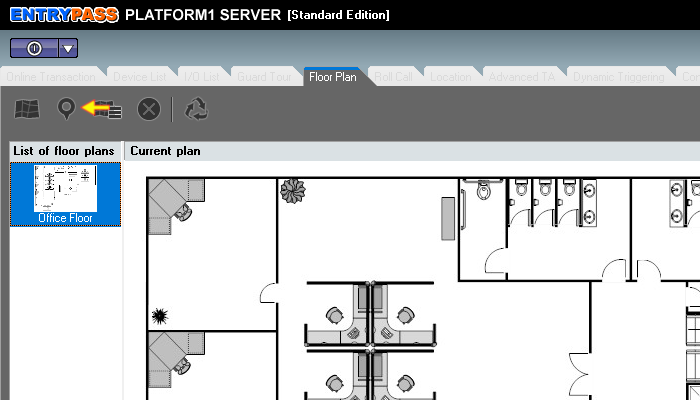 ENTRYPASS PLATFORM1 SERVER [Standard Edition]
Online Transaction Device List I/O List Guard Tour Floor Plan Roll Call Location Advanced TA Dynamic Triggering
List of floor plans Current plan
Office Floor